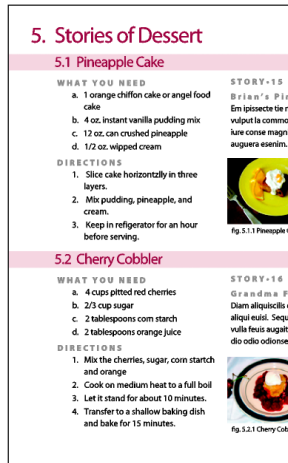 5. Stories of Dessert
5.1 Pineapple Cake
WHAT YOU NEED
a. 1 orange chiffon cake or angel food
cake
b. 4 oz. instant vanilla pudding mix
c. 12 oz. can crushed pineapple
d. 1/2 oz. wipped cream
DIRECTIONS
1. Slice cake horizontzlly in three
layers.
2. Mix pudding, pineapple, and
cream.
3. Keep in refigerator for an hour
before serving.
STORY-15
Brian's Pi
Em ipissecte tie
vulput la commo
iure conse magn
auguera esenim.
fig. 5.1.1 Pineapple
5.2 Cherry Cobbler
WHAT YOU NEED
a. 4 cups pitted red cherries
b. 2/3 cup sugar
c. 2 tablespoons corn starch
d. 2 tablespoons orange juice
DIRECTIONS
1. Mix the cherries, sugar, corn startch
and orange
2. Cook on medium heat to a full boil
3. Let it stand for about 10 minutes.
4. Transfer to a shallow baking dish
and bake for 15 minutes.
STORY-16
Grandma F
Diam aliquiscilis
aliqui euisl. Sequ
vulla feuis augait
dio odio odionse
fig. 5.2.1 Cherry Cob